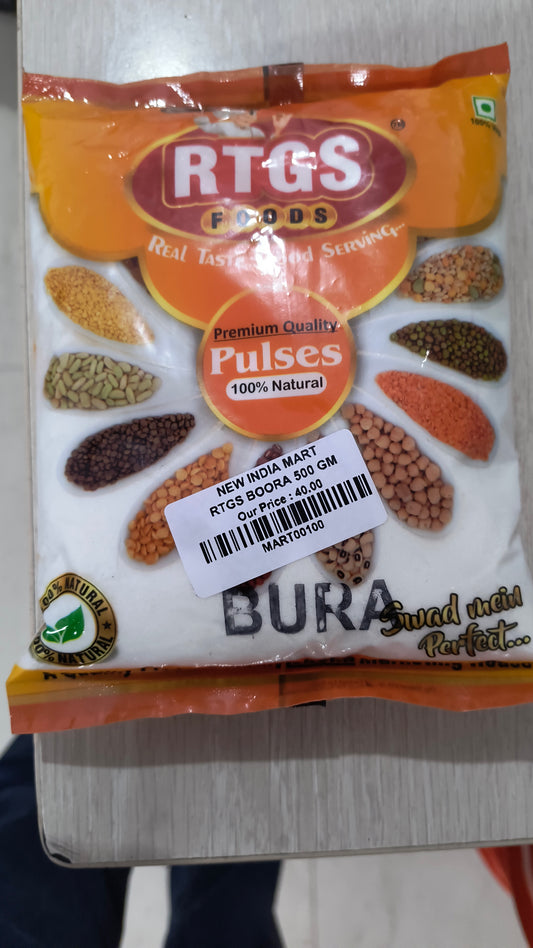 RTGS
FOODS
REAL TASTE
SERVING...
100%
Premium Quality
Pulses
100% Natural
NEW INDIA MART
RTGS BOORA 500 GM
Our Price : 40.00
MART00100
BURA
100% NATURAL
100% NATURAL
Swad mein
Perfect...